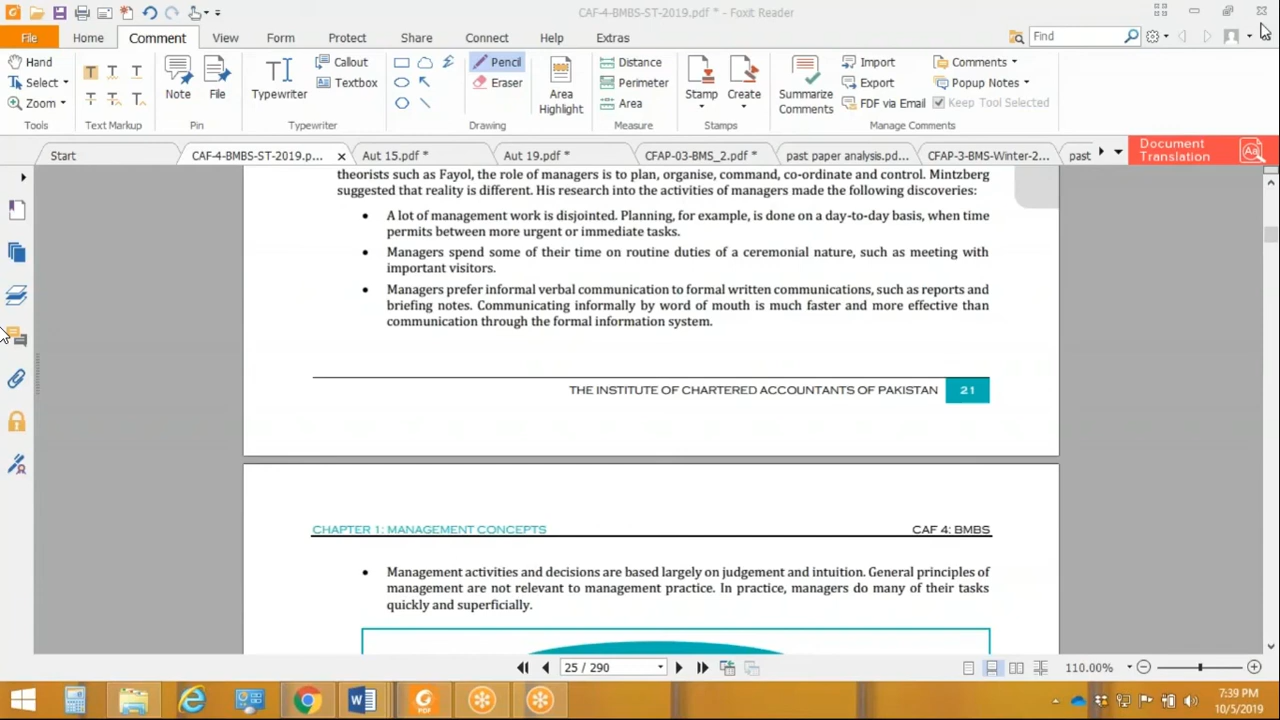 CAF-4-BMBS-ST-2019.pdf * - Foxit Reader
File Home Comment View Form Protect Share Connect Help Extras Find
Hand
Select
Zoom
Tools
Text Markup
Note
File
Pin
Typewriter
Callout
Textbox
Typewriter
Pencil
Eraser
Drawing
Area
Highlight
Distance
Perimeter
Area
Measure
Stamp
Create
Stamps
Summarize
Comments
Import
Export
FDF via Email
Comments
Popup Notes
Keep Tool Selected
Manage Comments
Start
CAF-4-BMBS-ST-2019.p...
Aut 15.pdf *
Aut 19.pdf *
CFAP-03-BMS_2.pdf *
past paper analysis.pd...
CFAP-3-BMS-Winter-2...
past
Document
Translation
theorists such as Fayol, the role of managers is to plan, organise, command, co-ordinate and control. Mintzberg
suggested that reality is different. His research into the activities of managers made the following discoveries:
• A lot of management work is disjointed. Planning, for example, is done on a day-to-day basis, when time
permits between more urgent or immediate tasks.
• Managers spend some of their time on routine duties of a ceremonial nature, such as meeting with
important visitors.
• Managers prefer informal verbal communication to formal written communications, such as reports and
briefing notes. Communicating informally by word of mouth is much faster and more effective than
communication through the formal information system.
THE INSTITUTE OF CHARTERED ACCOUNTANTS OF PAKISTAN 21
CHAPTER 1: MANAGEMENT CONCEPTS CAF 4: BMBS
• Management activities and decisions are based largely on judgement and intuition. General principles of
management are not relevant to management practice. In practice, managers do many of their tasks
quickly and superficially.
25 / 290
110.00%
7:39 PM
10/5/2019